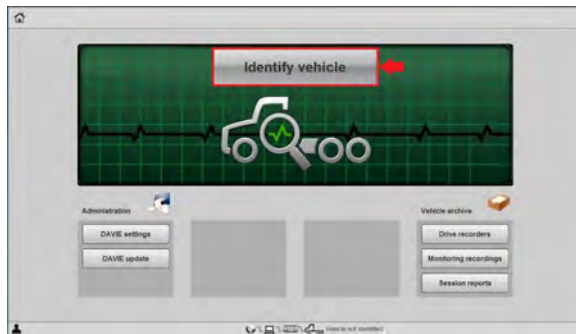 Identify vehicle
Administration
DAVIE settings
DAVIE update
Vehicle archive
Drive recorders
Monitoring recordings
Session reports
Vehicle not identified